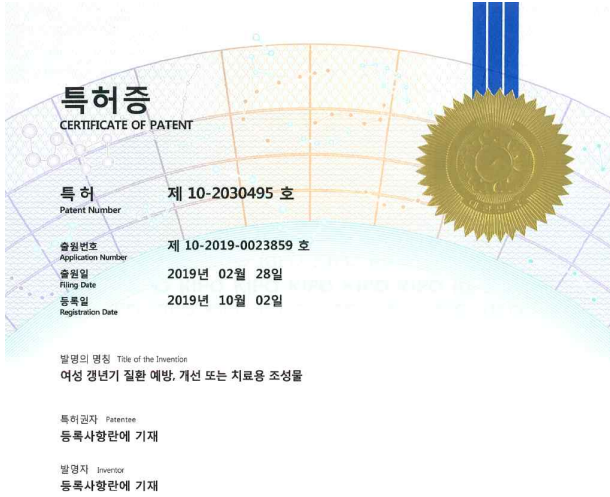 특허증
CERTIFICATE OF PATENT
특 허 제 10-2030495 호
Patent Number
출원번호 제 10-2019-0023859 호
Application Number
출원일 2019년 02월 28일
Filing Date
등록일 2019년 10월 02일
Registration Date
발명의 명칭 Title of the Invention
여성 갱년기 질환 예방, 개선 또는 치료용 조성물
특허권자 Patentee
등록사항란에 기재
발명자 Inventor
등록사항란에 기재